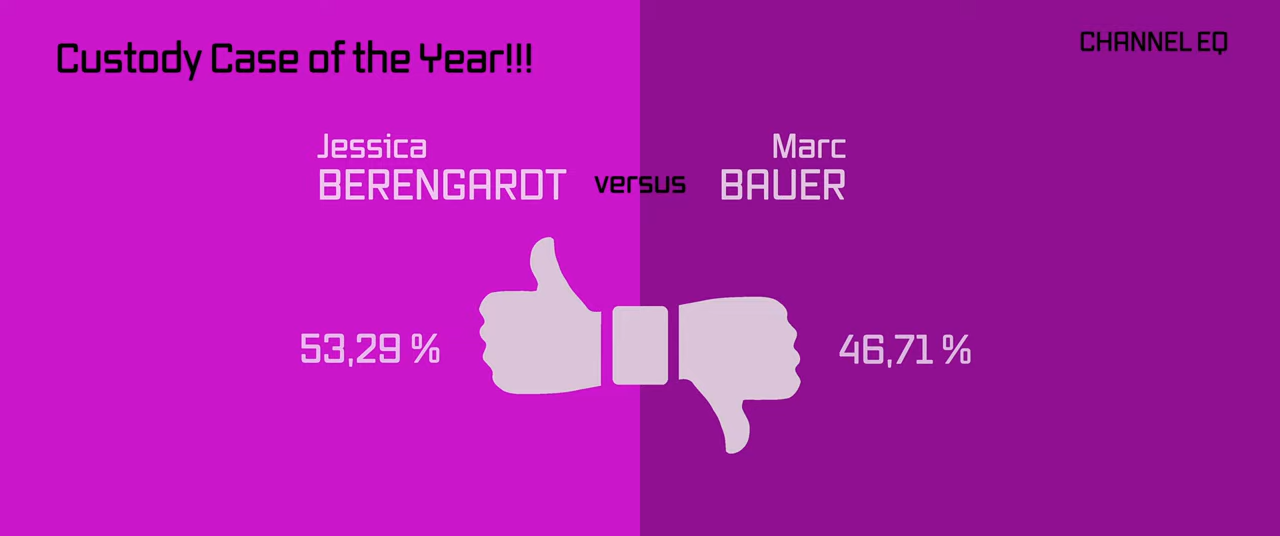 Custody Case of the Year!!!
CHANNEL EQ
Jessica
BERENGARDT
versus
Marc
BAUER
53,29 %
46,71 %